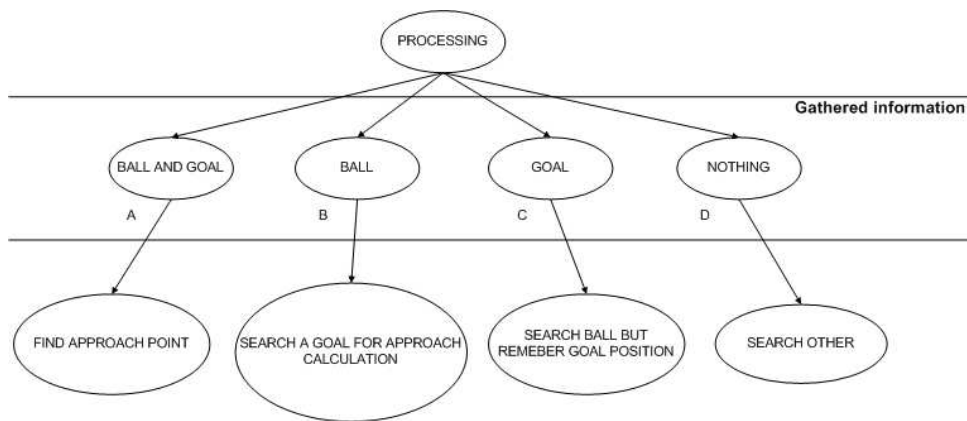 PROCESSING
Gathered information
BALL AND GOAL
BALL
GOAL
NOTHING
A
B
C
D
FIND APPROACH POINT
SEARCH A GOAL FOR APPROACH
CALCULATION
SEARCH BALL BUT
REMEBER GOAL POSITION
SEARCH OTHER